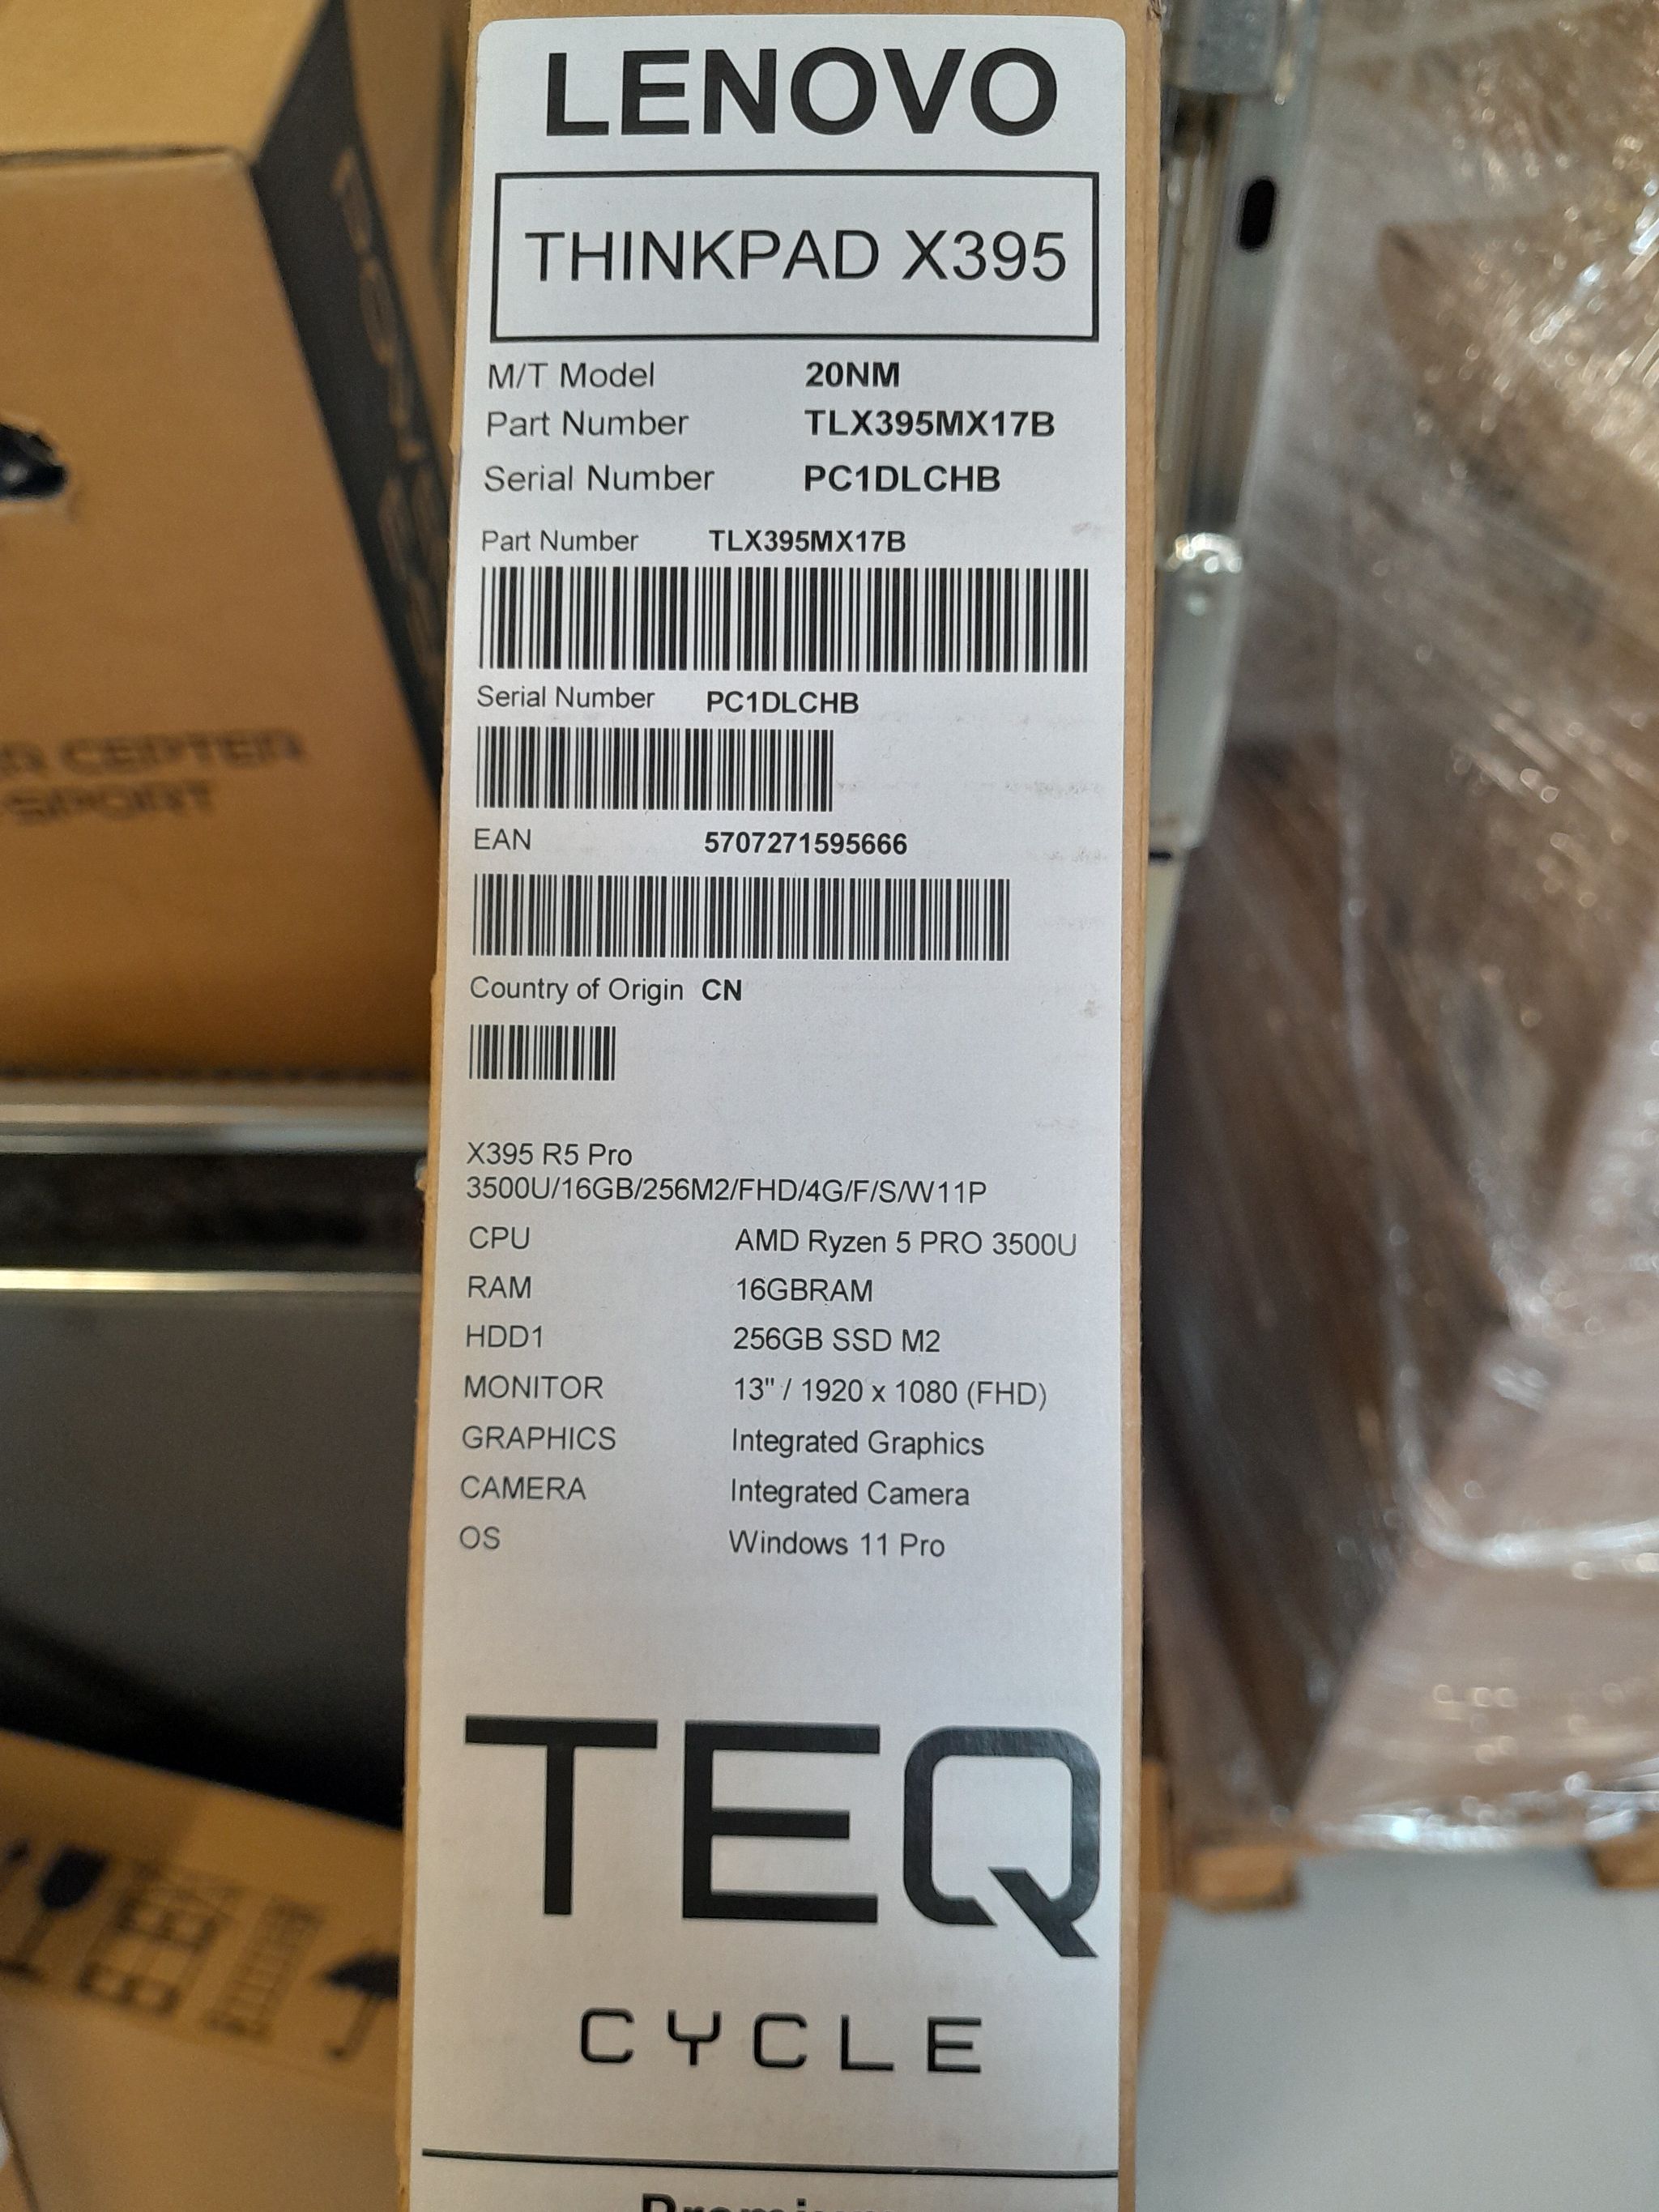 LENOVO
THINKPAD X395
M/T Model 20NM
Part Number TLX395MX17B
Serial Number PC1DLCHB
Part Number TLX395MX17B
Serial Number PC1DLCHB
EAN 5707271595666
Country of Origin CN
X395 R5 Pro
3500U/16GB/256M2/FHD/4G/F/S/W11P
CPU AMD Ryzen 5 PRO 3500U
RAM 16GBRAM
HDD1 256GB SSD M2
MONITOR 13" / 1920 x 1080 (FHD)
GRAPHICS Integrated Graphics
CAMERA Integrated Camera
OS Windows 11 Pro
TEQ
CYCLE